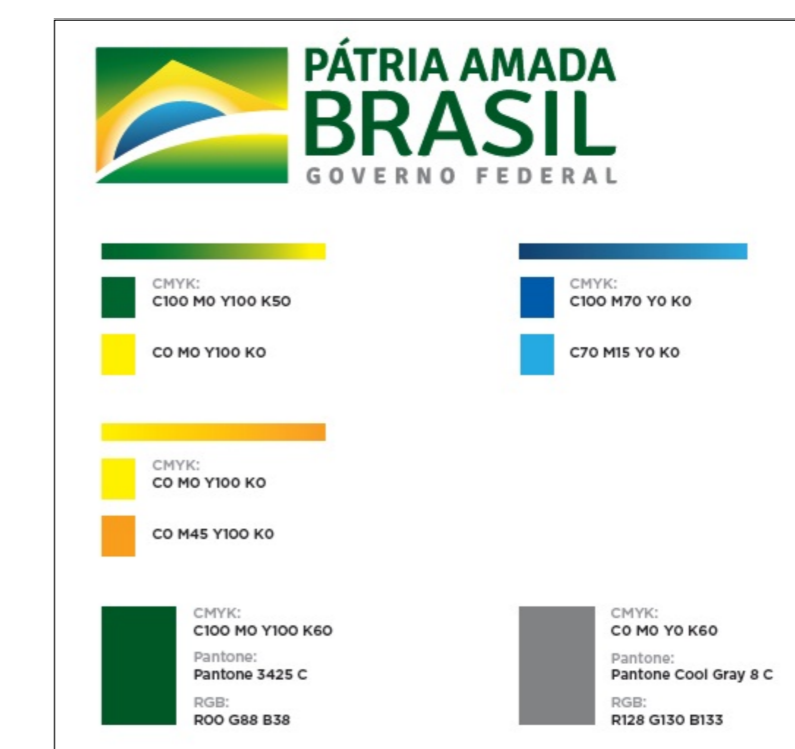 PÁTRIA AMADA
BRASIL
GOVERNO FEDERAL
CMYK:
C100 M0 Y100 K50
C0 M0 Y100 K0
CMYK:
C100 M70 Y0 K0
C70 M15 Y0 K0
CMYK:
C0 M0 Y100 K0
C0 M45 Y100 K0
CMYK:
C100 M0 Y100 K60
Pantone:
Pantone 3425 C
RGB:
R00 G88 B38
CMYK:
C0 M0 Y0 K60
Pantone:
Pantone Cool Gray 8 C
RGB:
R128 G130 B133